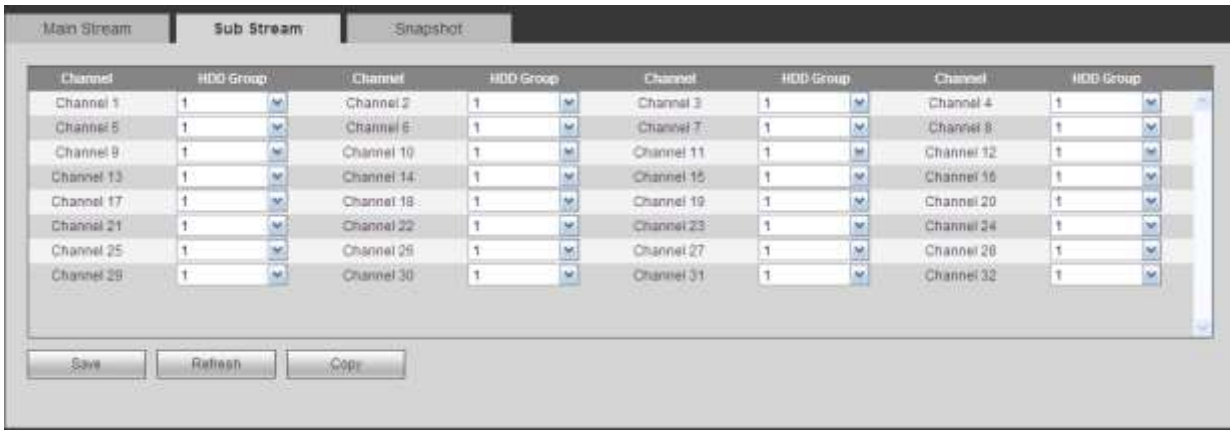 Main Stream Sub Stream Snapshot
Channel HDD Group Channel HDD Group Channel HDD Group Channel HDD Group
Channel 1 1 Channel 2 1 Channel 3 1 Channel 4 1
Channel 5 1 Channel 6 1 Channel 7 1 Channel 8 1
Channel 9 1 Channel 10 1 Channel 11 1 Channel 12 1
Channel 13 1 Channel 14 1 Channel 15 1 Channel 16 1
Channel 17 1 Channel 18 1 Channel 19 1 Channel 20 1
Channel 21 1 Channel 22 1 Channel 23 1 Channel 24 1
Channel 25 1 Channel 26 1 Channel 27 1 Channel 28 1
Channel 29 1 Channel 30 1 Channel 31 1 Channel 32 1
Save Refresh Copy